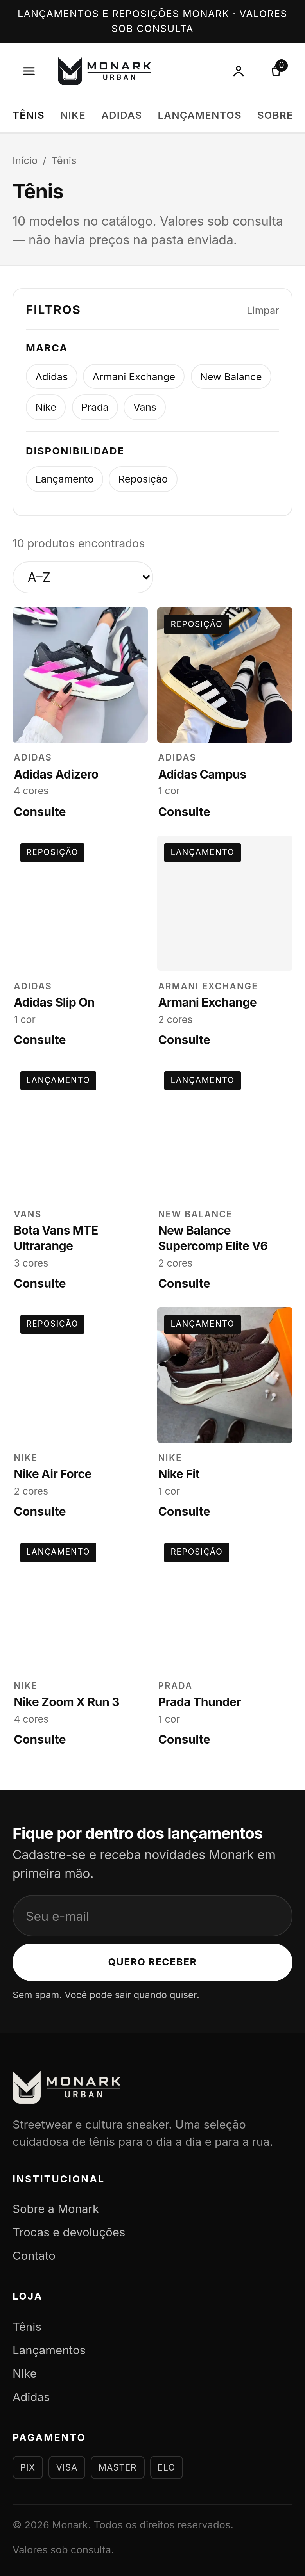 LANÇAMENTOS E REPOSIÇÕES MONARK · VALORES
SOB CONSULTA
MONARK
URBAN
0
TÊNIS NIKE ADIDAS LANÇAMENTOS SOBRE
Início / Tênis
Tênis
10 modelos no catálogo. Valores sob consulta
— não havia preços na pasta enviada.
FILTROS
Limpar
MARCA
Adidas Armani Exchange New Balance
Nike Prada Vans
DISPONIBILIDADE
Lançamento Reposição
10 produtos encontrados
A–Z
ADIDAS
Adidas Adizero
4 cores
Consulte
REPOSIÇÃO
ADIDAS
Adidas Campus
1 cor
Consulte
REPOSIÇÃO
ADIDAS
Adidas Slip On
1 cor
Consulte
LANÇAMENTO
ARMANI EXCHANGE
Armani Exchange
2 cores
Consulte
LANÇAMENTO
VANS
Bota Vans MTE
Ultrarange
3 cores
Consulte
LANÇAMENTO
NEW BALANCE
New Balance
Supercomp Elite V6
2 cores
Consulte
REPOSIÇÃO
NIKE
Nike Air Force
2 cores
Consulte
LANÇAMENTO
NIKE
Nike Fit
1 cor
Consulte
LANÇAMENTO
NIKE
Nike Zoom X Run 3
4 cores
Consulte
REPOSIÇÃO
PRADA
Prada Thunder
1 cor
Consulte
Fique por dentro dos lançamentos
Cadastre-se e receba novidades Monark em
primeira mão.
Seu e-mail
QUERO RECEBER
Sem spam. Você pode sair quando quiser.
MONARK
URBAN
Streetwear e cultura sneaker. Uma seleção
cuidadosa de tênis para o dia a dia e para a rua.
INSTITUCIONAL
Sobre a Monark
Trocas e devoluções
Contato
LOJA
Tênis
Lançamentos
Nike
Adidas
PAGAMENTO
PIX VISA MASTER ELO
© 2026 Monark. Todos os direitos reservados.
Valores sob consulta.